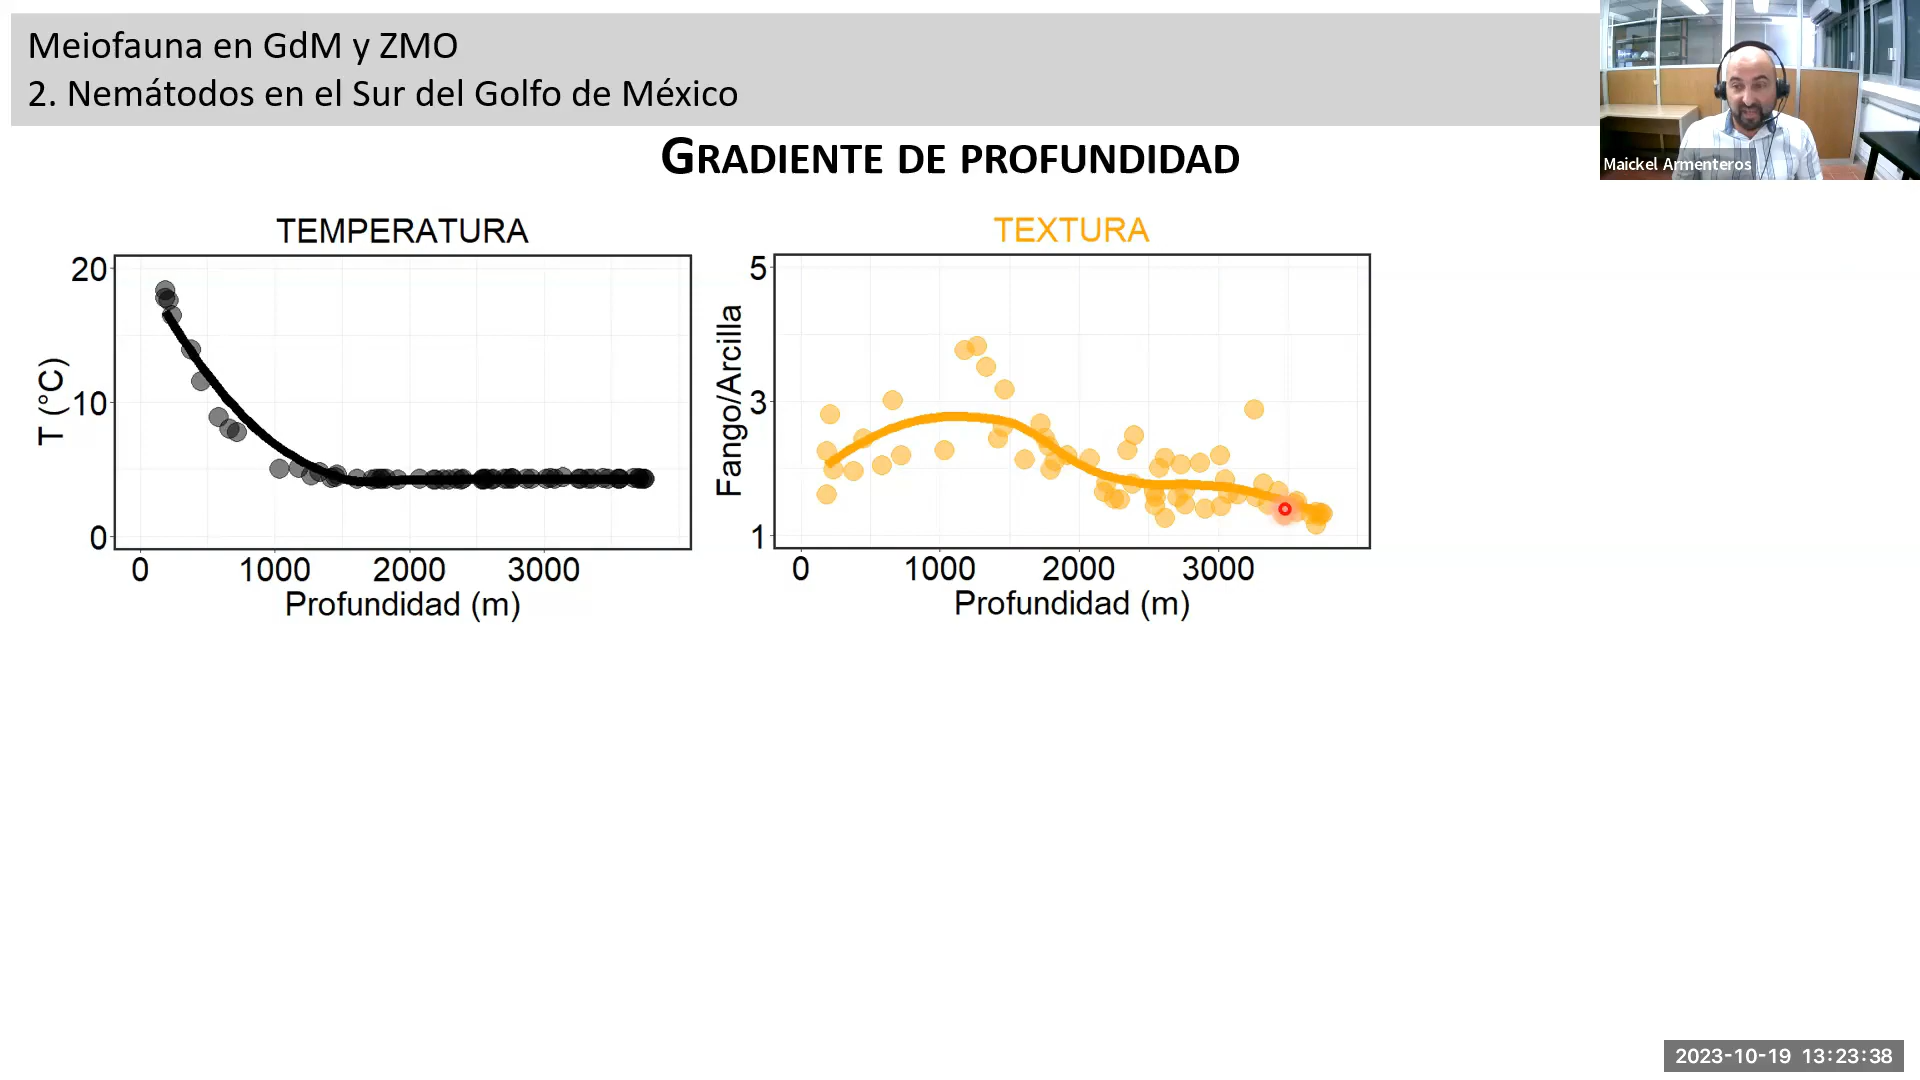 Meiofauna en GdM y ZMO
2. Nemátodos en el Sur del Golfo de México
Maickel Armenteros
GRADIENTE DE PROFUNDIDAD
TEMPERATURA
20
10
0
T (°C)
0 1000 2000 3000
Profundidad (m)
TEXTURA
5
3
1
Fango/Arcilla
0 1000 2000 3000
Profundidad (m)
2023-10-19 13:23:38